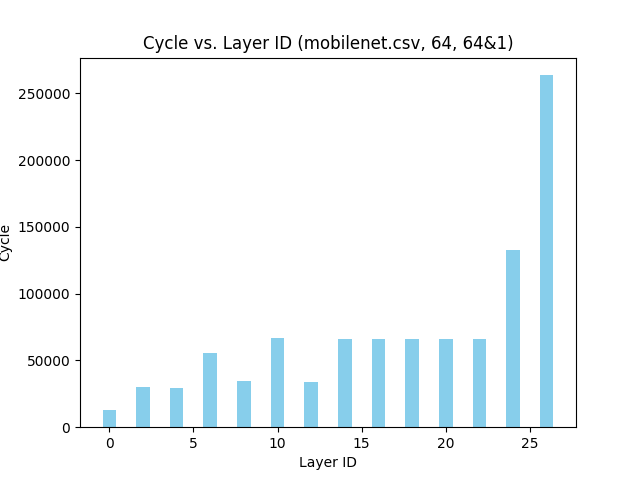 Cycle vs. Layer ID (mobilenet.csv, 64, 64&1)
250000
200000
150000
100000
50000
0
Cycle
0 5 10 15 20 25
Layer ID